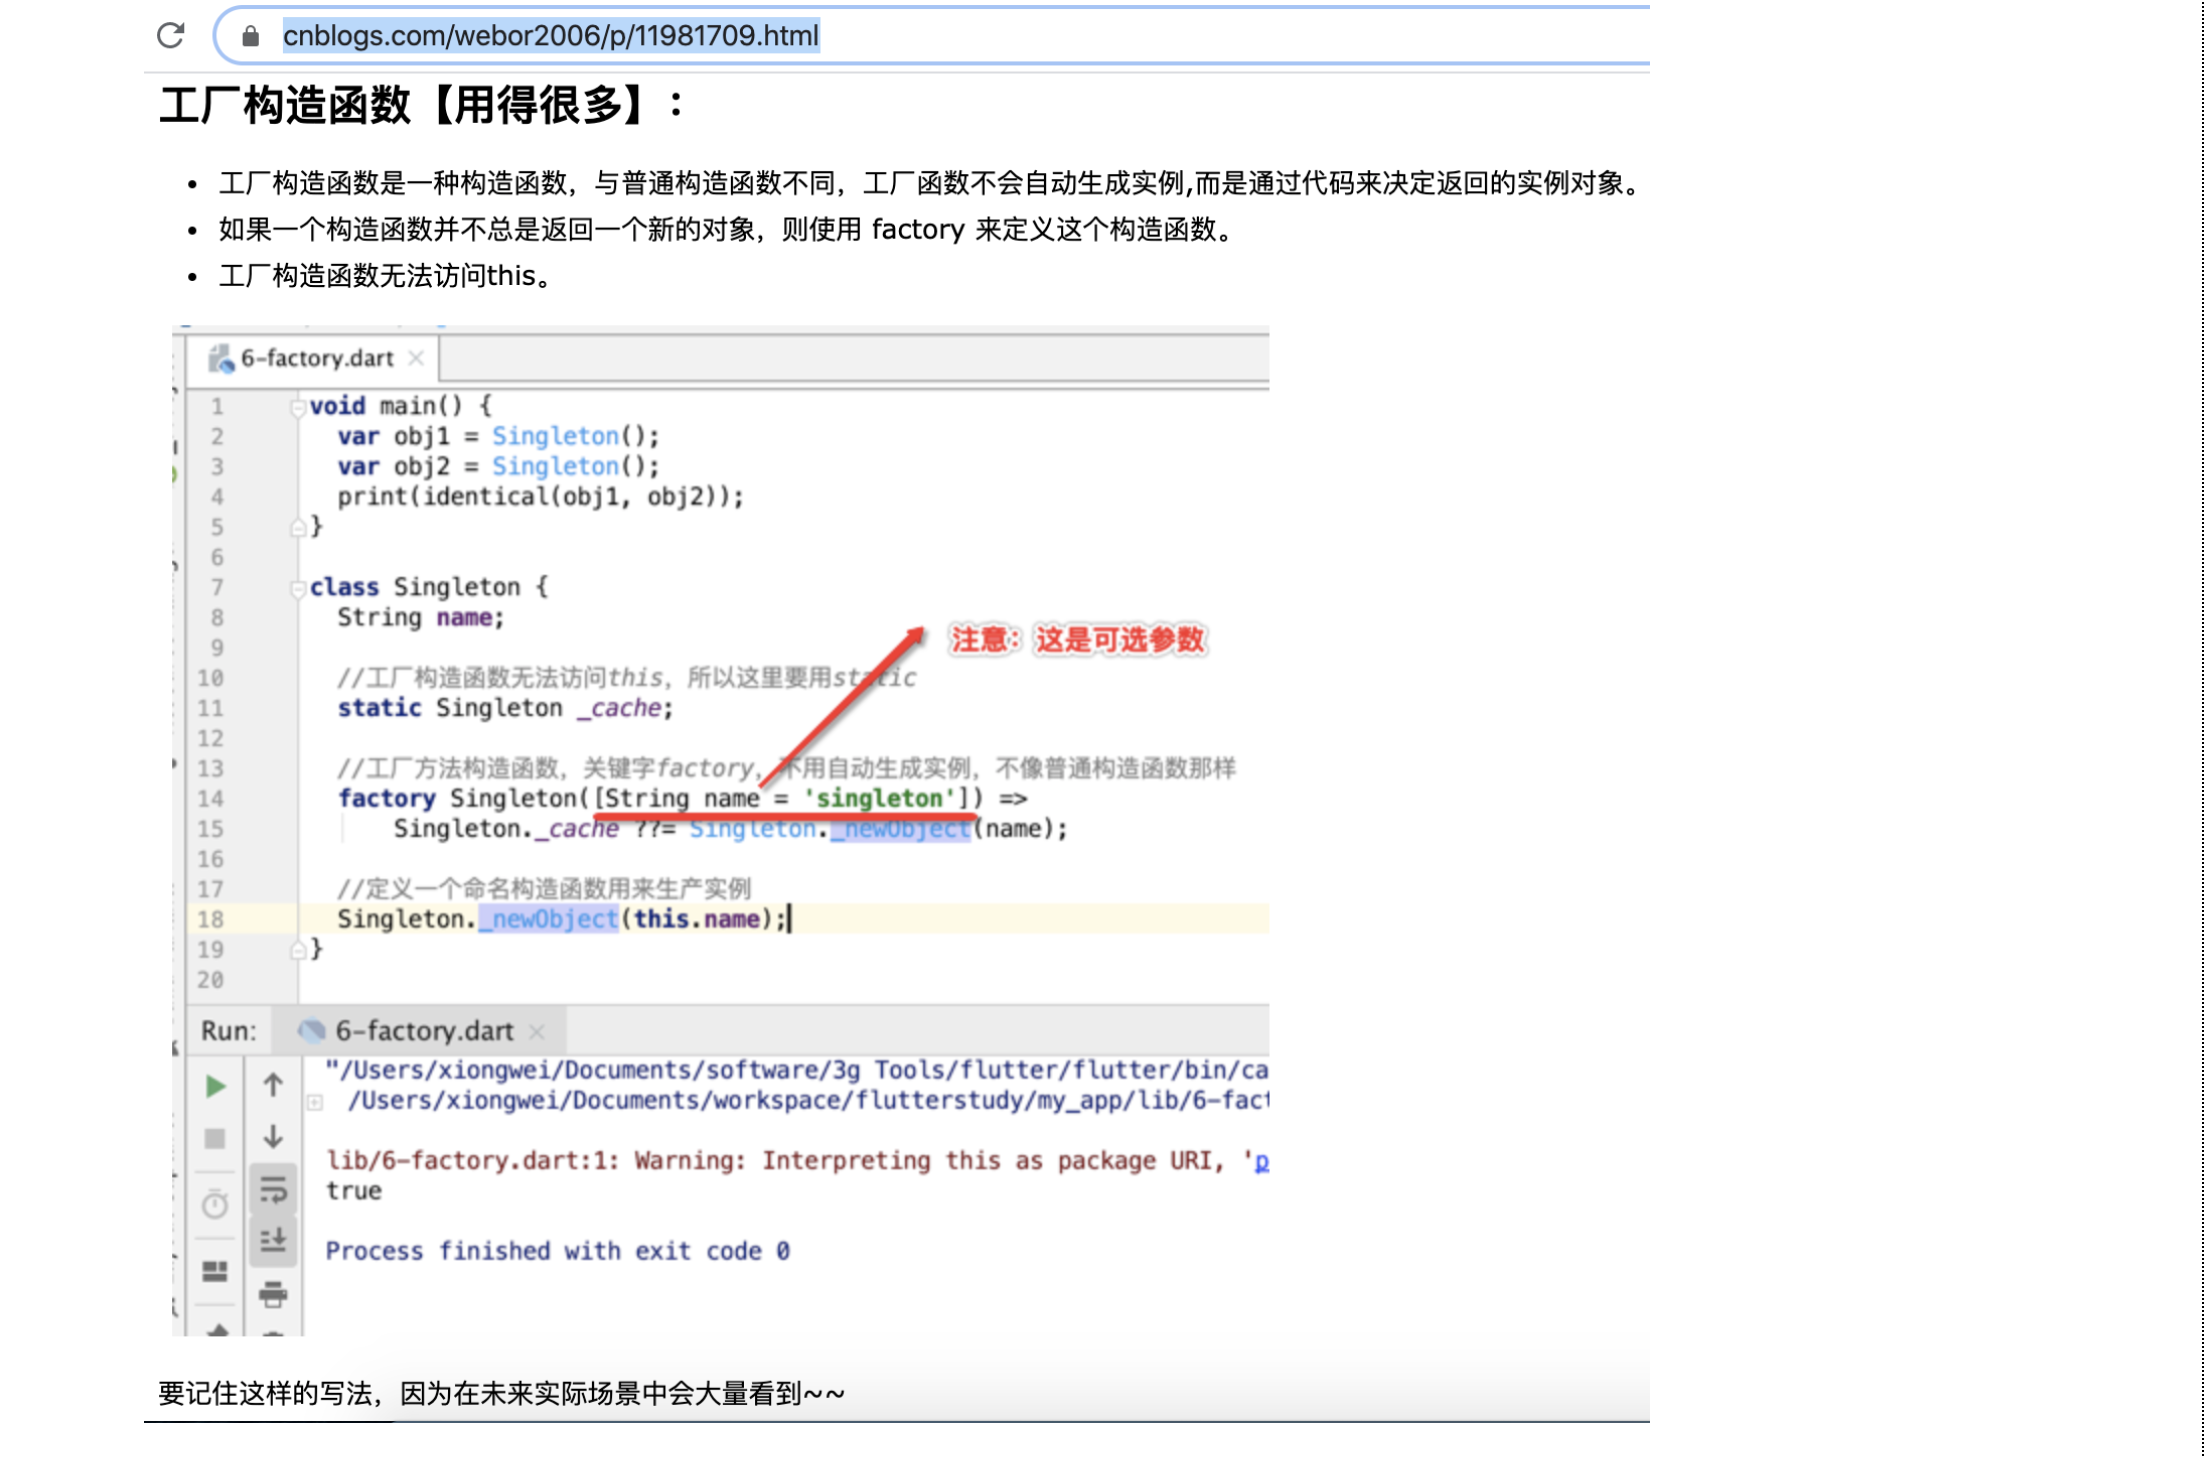 cnblogs.com/webor2006/p/11981709.html
工厂构造函数【用得很多】：
• 工厂构造函数是一种构造函数，与普通构造函数不同，工厂函数不会自动生成实例,而是通过代码来决定返回的实例对象。
• 如果一个构造函数并不总是返回一个新的对象，则使用 factory 来定义这个构造函数。
• 工厂构造函数无法访问this。
6-factory.dart
1 void main() {
2 var obj1 = Singleton();
3 var obj2 = Singleton();
4 print(identical(obj1, obj2));
5 }
6
7 class Singleton {
8 String name;
注意：这是可选参数
9
10 //工厂构造函数无法访问this，所以这里要用static
11 static Singleton _cache;
12
13 //工厂方法构造函数，关键字factory，不用自动生成实例，不像普通构造函数那样
14 factory Singleton([String name = 'singleton']) =>
15 Singleton._cache ??= Singleton._newObject(name);
16
17 //定义一个命名构造函数用来生产实例
18 Singleton._newObject(this.name);
19 }
20
Run: 6-factory.dart
"/Users/xiongwei/Documents/software/3g Tools/flutter/flutter/bin/ca
/Users/xiongwei/Documents/workspace/flutterstudy/my_app/lib/6-fact
lib/6-factory.dart:1: Warning: Interpreting this as package URI, 'p
true
Process finished with exit code 0
要记住这样的写法，因为在未来实际场景中会大量看到~~